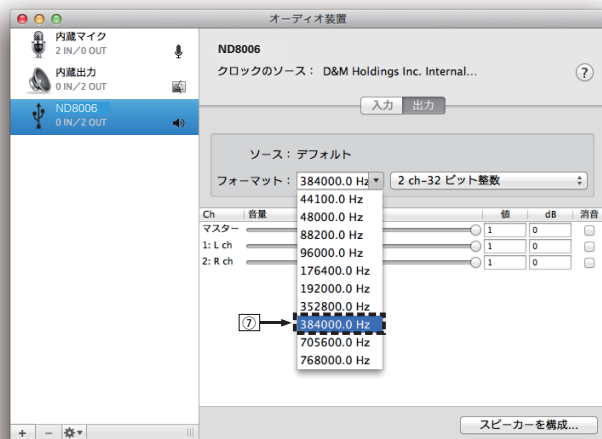 オーディオ装置
内蔵マイク
2 IN/0 OUT
内蔵出力
0 IN/2 OUT
ND8006
0 IN/2 OUT
ND8006
クロックのソース： D&M Holdings Inc. Internal...
?
入力 出力
ソース： デフォルト
フォーマット： 384000.0 Hz 2 ch-32 ビット整数
44100.0 Hz
48000.0 Hz
88200.0 Hz
96000.0 Hz
176400.0 Hz
192000.0 Hz
352800.0 Hz
⑦ 384000.0 Hz
705600.0 Hz
768000.0 Hz
Ch 音量 値 dB 消音
マスター 1 0
1: L ch 1 0
2: R ch 1 0
スピーカーを構成...